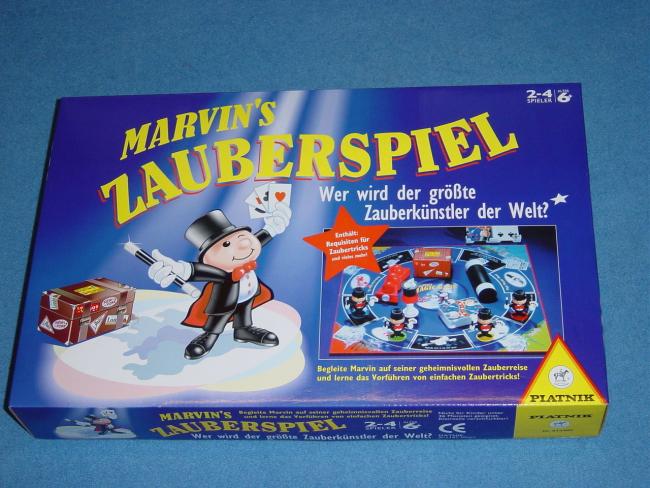 MARVIN'S
ZAUBERSPIEL
2-4
SPIELER
6
Wer wird der größte
Zauberkünstler der Welt?
Enthält:
Requisiten für
Zaubertricks
und vieles mehr!
Begleite Marvin auf seiner geheimnisvollen Zauberreise
und lerne das Vorführen von einfachen Zaubertricks!
PIATNIK
MARVIN'S
ZAUBERSPIEL
Begleite Marvin auf seiner geheimnisvollen Zauberreise
und lerne das Vorführen von einfachen Zaubertricks!
Wer wird der größte Zauberkünstler der Welt?
2-4
SPIELER
6
CE
PIATNIK